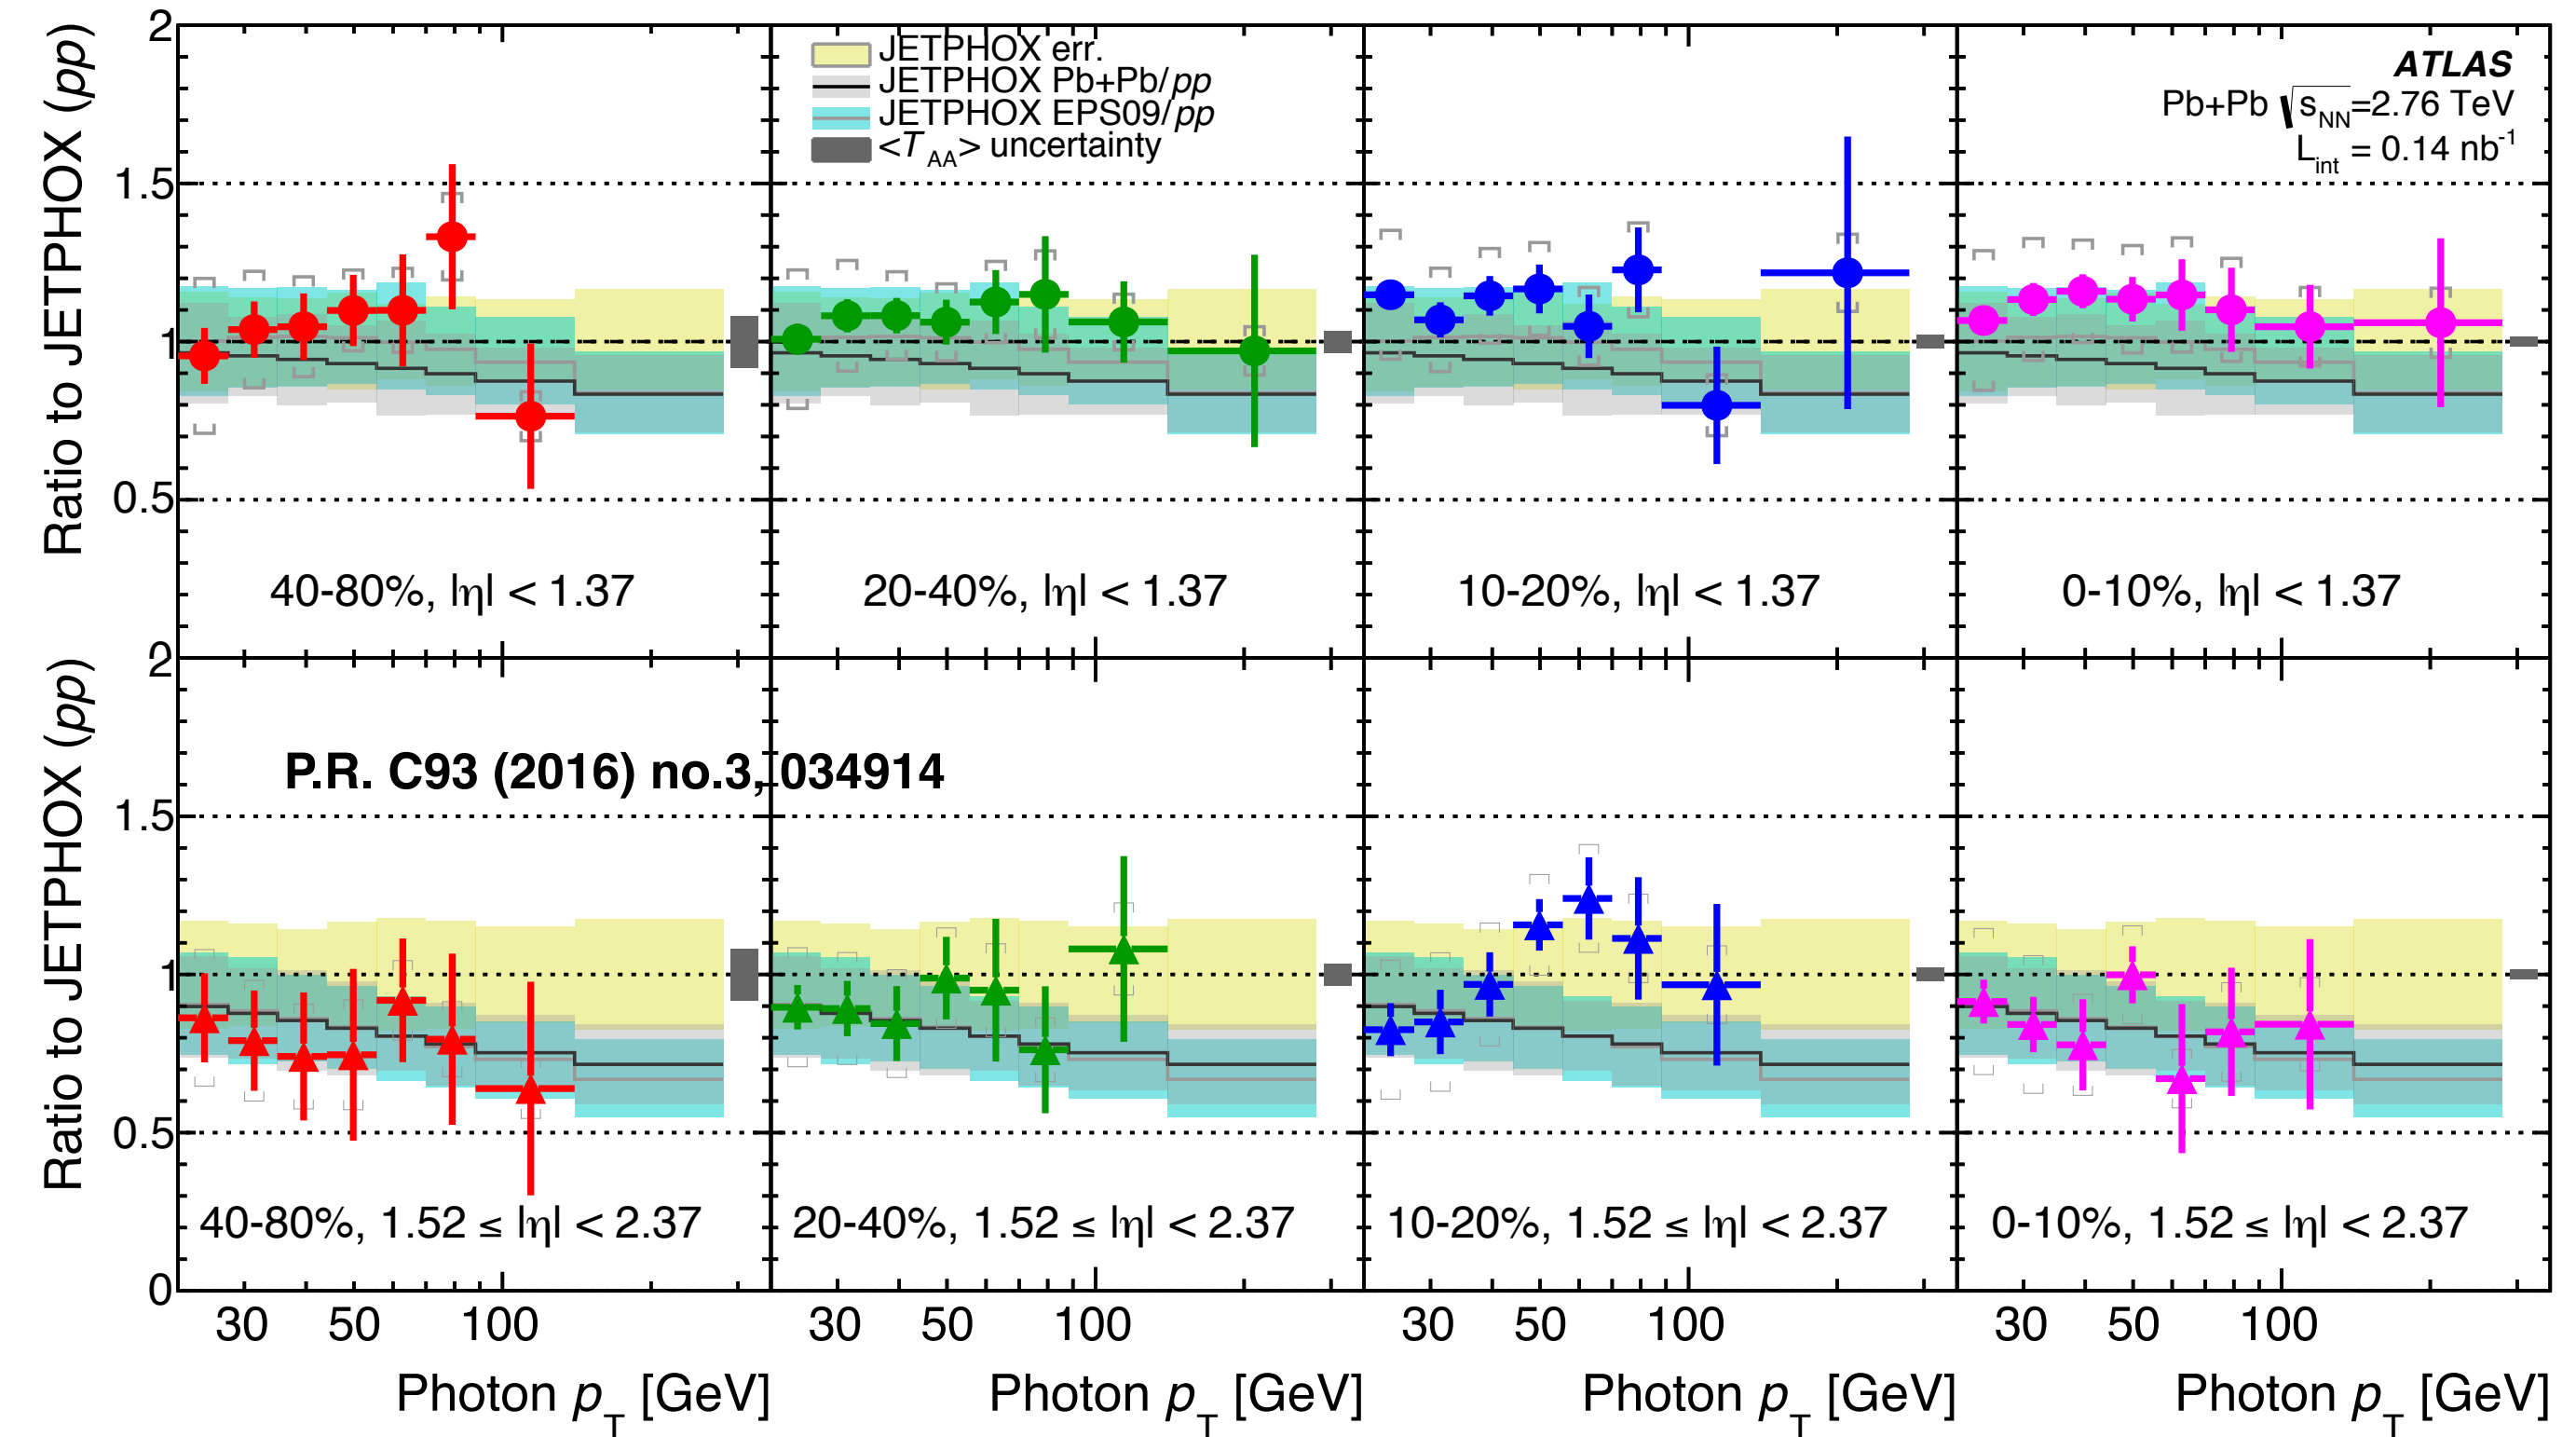 Ratio to JETPHOX (pp)
2
1.5
1
0.5
JETPHOX err.
JETPHOX Pb+Pb/pp
JETPHOX EPS09/pp
<T_AA> uncertainty
ATLAS
Pb+Pb √s_NN=2.76 TeV
L_int = 0.14 nb^-1
40-80%, |η| < 1.37
20-40%, |η| < 1.37
10-20%, |η| < 1.37
0-10%, |η| < 1.37
Ratio to JETPHOX (pp)
2
1.5
1
0.5
0
P.R. C93 (2016) no.3, 034914
40-80%, 1.52 ≤ |η| < 2.37
20-40%, 1.52 ≤ |η| < 2.37
10-20%, 1.52 ≤ |η| < 2.37
0-10%, 1.52 ≤ |η| < 2.37
30 50 100
30 50 100
30 50 100
30 50 100
Photon p_T [GeV]
Photon p_T [GeV]
Photon p_T [GeV]
Photon p_T [GeV]